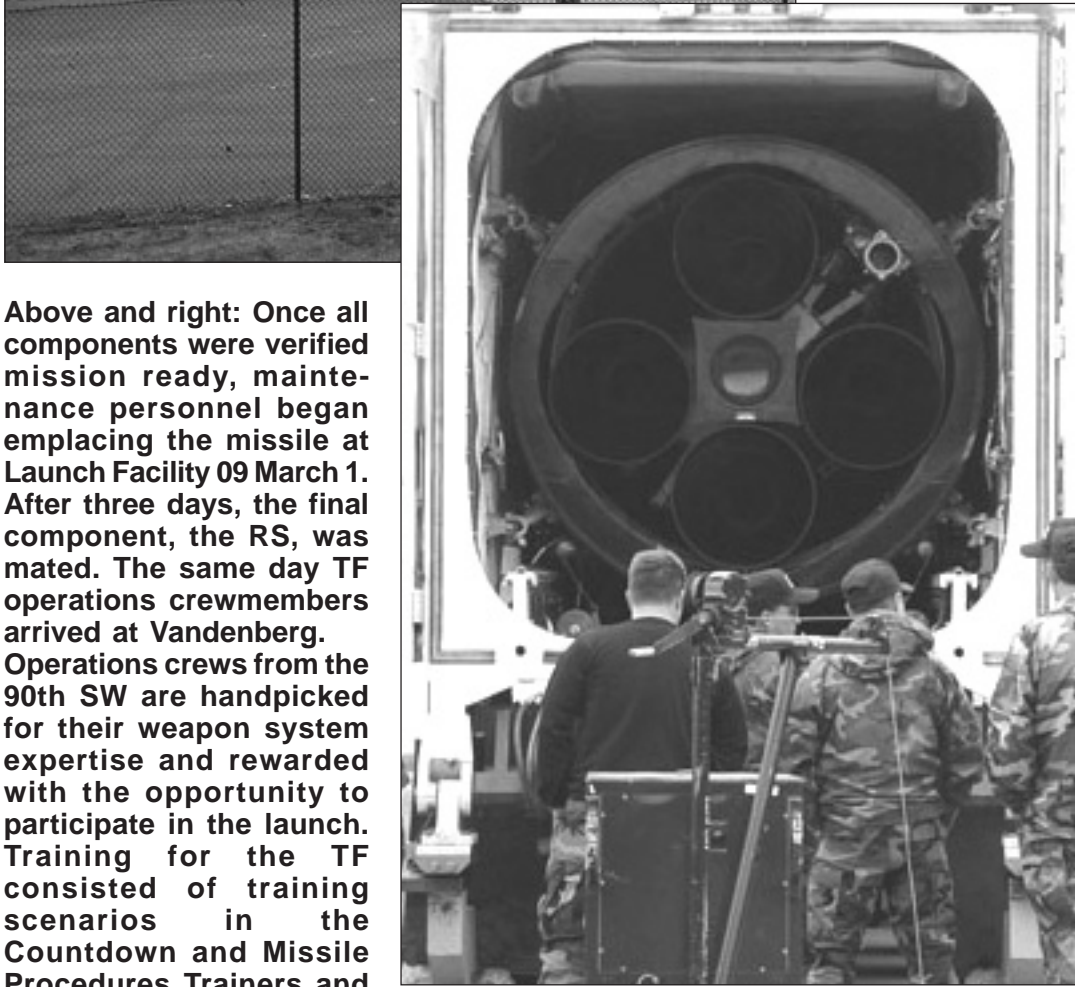 Above and right: Once all
components were verified
mission ready, mainte-
nance personnel began
emplacing the missile at
Launch Facility 09 March 1.
After three days, the final
component, the RS, was
mated. The same day TF
operations crewmembers
arrived at Vandenberg.
Operations crews from the
90th SW are handpicked
for their weapon system
expertise and rewarded
with the opportunity to
participate in the launch.
Training for the TF
consisted of training
scenarios in the
Countdown and Missile
Procedures Trainers and